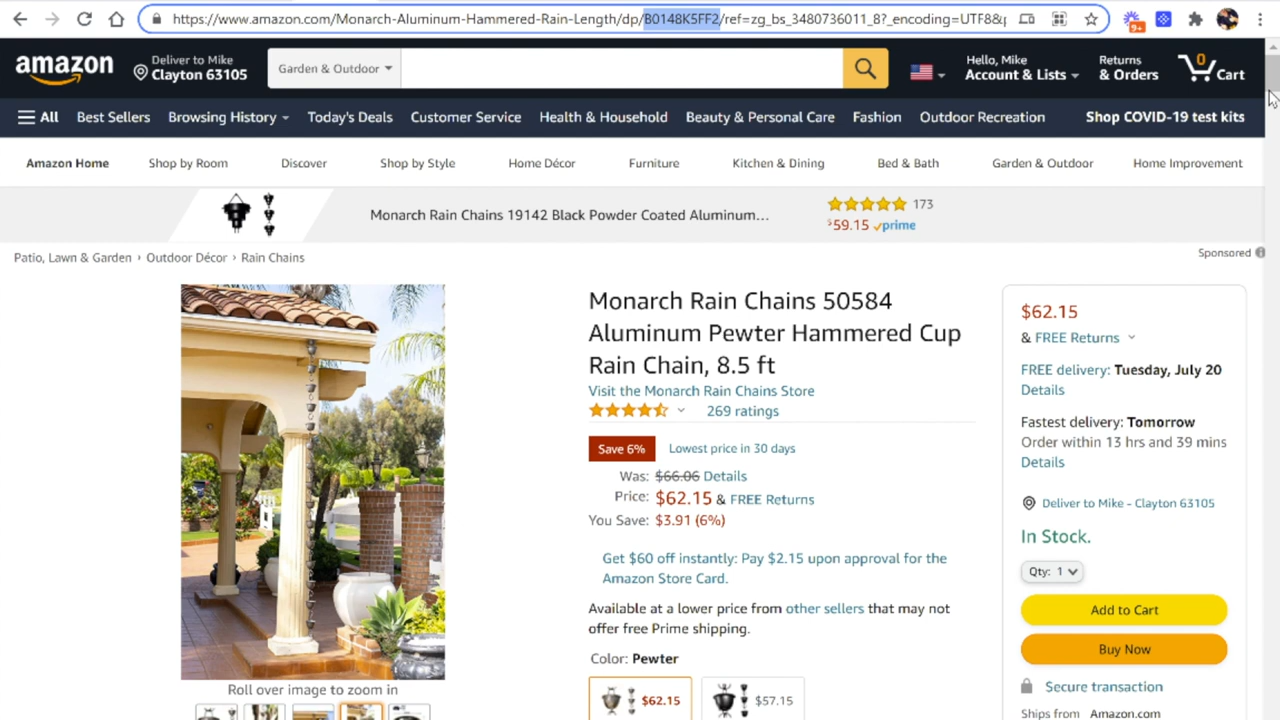 https://www.amazon.com/Monarch-Aluminum-Hammered-Rain-Length/dp/B0148K5FF2/ref=zg_bs_3480736011_8?_encoding=UTF8&p
9+
amazon
Deliver to Mike
Clayton 63105
Garden & Outdoor
Hello, Mike
Account & Lists
Returns
& Orders
0
Cart
All
Best Sellers
Browsing History
Today's Deals
Customer Service
Health & Household
Beauty & Personal Care
Fashion
Outdoor Recreation
Shop COVID-19 test kits
Amazon Home
Shop by Room
Discover
Shop by Style
Home Décor
Furniture
Kitchen & Dining
Bed & Bath
Garden & Outdoor
Home Improvement
Monarch Rain Chains 19142 Black Powder Coated Aluminum...
173
$59.15 prime
Sponsored
Patio, Lawn & Garden › Outdoor Décor › Rain Chains
Monarch Rain Chains 50584
Aluminum Pewter Hammered Cup
Rain Chain, 8.5 ft
Visit the Monarch Rain Chains Store
269 ratings
Save 6% Lowest price in 30 days
Was: $66.06 Details
Price: $62.15 & FREE Returns
You Save: $3.91 (6%)
Get $60 off instantly: Pay $2.15 upon approval for the
Amazon Store Card.
Available at a lower price from other sellers that may not
offer free Prime shipping.
Color: Pewter
$62.15
$57.15
Roll over image to zoom in
$62.15
& FREE Returns
FREE delivery: Tuesday, July 20
Details
Fastest delivery: Tomorrow
Order within 13 hrs and 39 mins
Details
Deliver to Mike - Clayton 63105
In Stock.
Qty: 1
Add to Cart
Buy Now
Secure transaction
Ships from Amazon.com